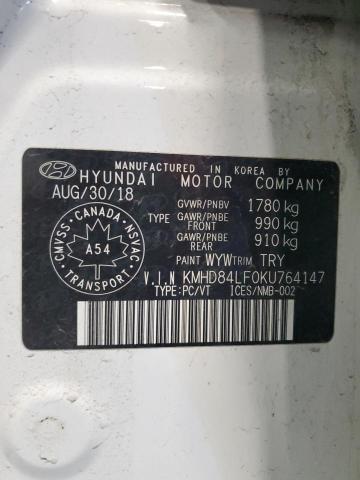 MANUFACTURED IN KOREA BY
HYUNDAI MOTOR COMPANY
AUG/30/18
GVWR/PNBV 1780 kg
TYPE GAWR/PNBE FRONT 990 kg
GAWR/PNBE REAR 910 kg
PAINT WYW TRIM TRY
V.I.N KMHD84LF0KU764147
TYPE:PC/VT ICES/NMB-002
CANADA
CMVSS NSVAC
A54
TRANSPORT